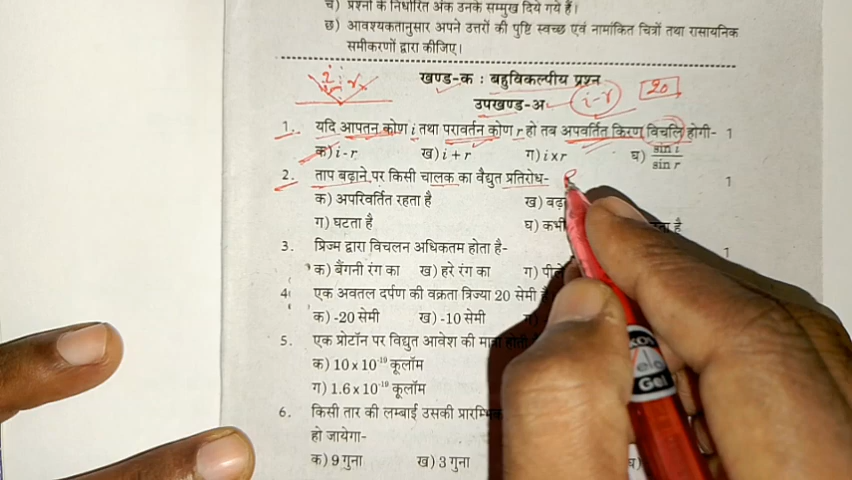 च) प्रश्नों के निर्धारित अंक उनके सम्मुख दिये गये हैं।
छ) आवश्यकतानुसार अपने उत्तरों की पुष्टि स्वच्छ एवं नामांकित चित्रों तथा रासायनिक
समीकरणों द्वारा कीजिए।
खण्ड-क : बहुविकल्पीय प्रश्न
उपखण्ड-अ i-r 20
i r
1. यदि आपतन कोण i तथा परावर्तन कोण r हो तब अपवर्तित किरण विचलि होगी- 1
क) i - r ख) i + r ग) i x r घ) sin i / sin r
2. ताप बढ़ाने पर किसी चालक का वैद्युत प्रतिरोध- 1
क) अपरिवर्तित रहता है ख)
ग) घटता है घ) कभी है
3. प्रिज्म द्वारा विचलन अधिकतम होता है- 1
क) बैंगनी रंग का ख) हरे रंग का ग)
4. एक अवतल दर्पण की वक्रता त्रिज्या 20 सेमी
क) -20 सेमी ख) -10 सेमी
5. एक प्रोटॉन पर विद्युत आवेश की मात्रा होती
क) 10 x 10⁻¹⁹ कूलॉम
ग) 1.6 x 10⁻¹⁹ कूलॉम
6. किसी तार की लम्बाई उसकी प्रारम्भिक
हो जायेगा-
क) 9 गुना ख) 3 गुना घ)
Gel